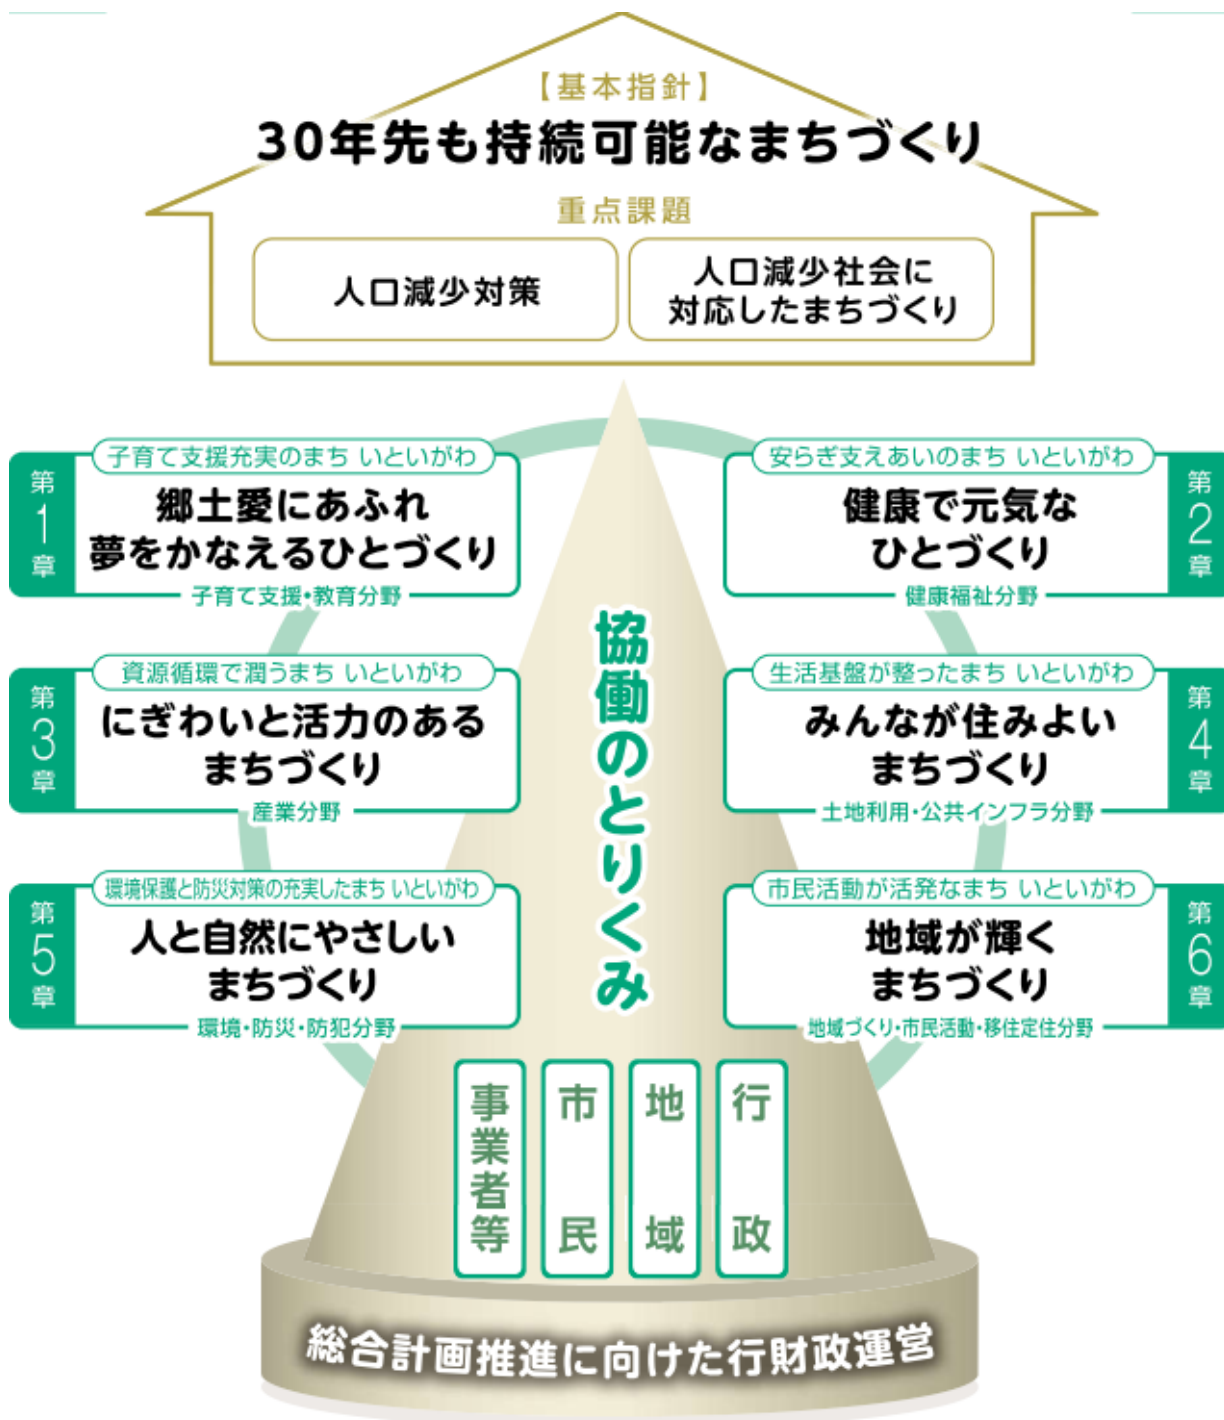 【基本指針】
30年先も持続可能なまちづくり
重点課題
人口減少対策
人口減少社会に
対応したまちづくり
第1章
子育て支援充実のまち いといがわ
郷土愛にあふれ
夢をかなえるひとづくり
子育て支援・教育分野
第2章
安らぎ支えあいのまち いといがわ
健康で元気な
ひとづくり
健康福祉分野
第3章
資源循環で潤うまち いといがわ
にぎわいと活力のある
まちづくり
産業分野
第4章
生活基盤が整ったまち いといがわ
みんなが住みよい
まちづくり
土地利用・公共インフラ分野
第5章
環境保護と防災対策の充実したまち いといがわ
人と自然にやさしい
まちづくり
環境・防災・防犯分野
第6章
市民活動が活発なまち いといがわ
地域が輝く
まちづくり
地域づくり・市民活動・移住定住分野
協働のとりくみ
事業者等
市民
地域
行政
総合計画推進に向けた行財政運営